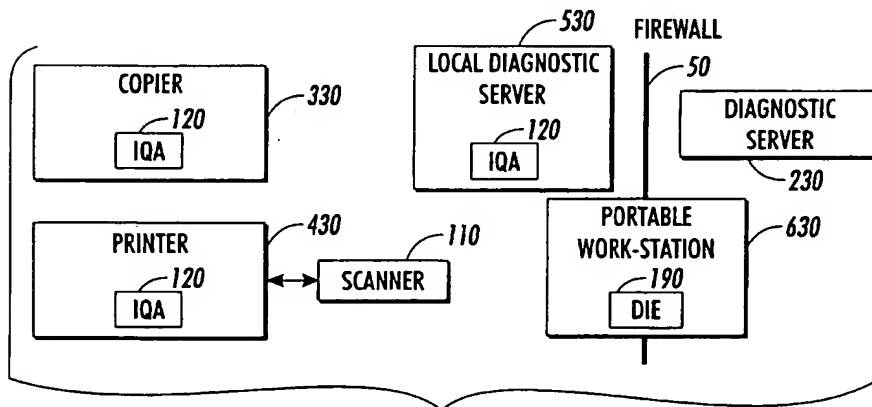 COPIER
120
IQA
330
530
LOCAL DIAGNOSTIC
SERVER
120
IQA
FIREWALL
50
DIAGNOSTIC
SERVER
230
PRINTER
120
IQA
430
110
SCANNER
PORTABLE
WORK-STATION
190
DIE
630